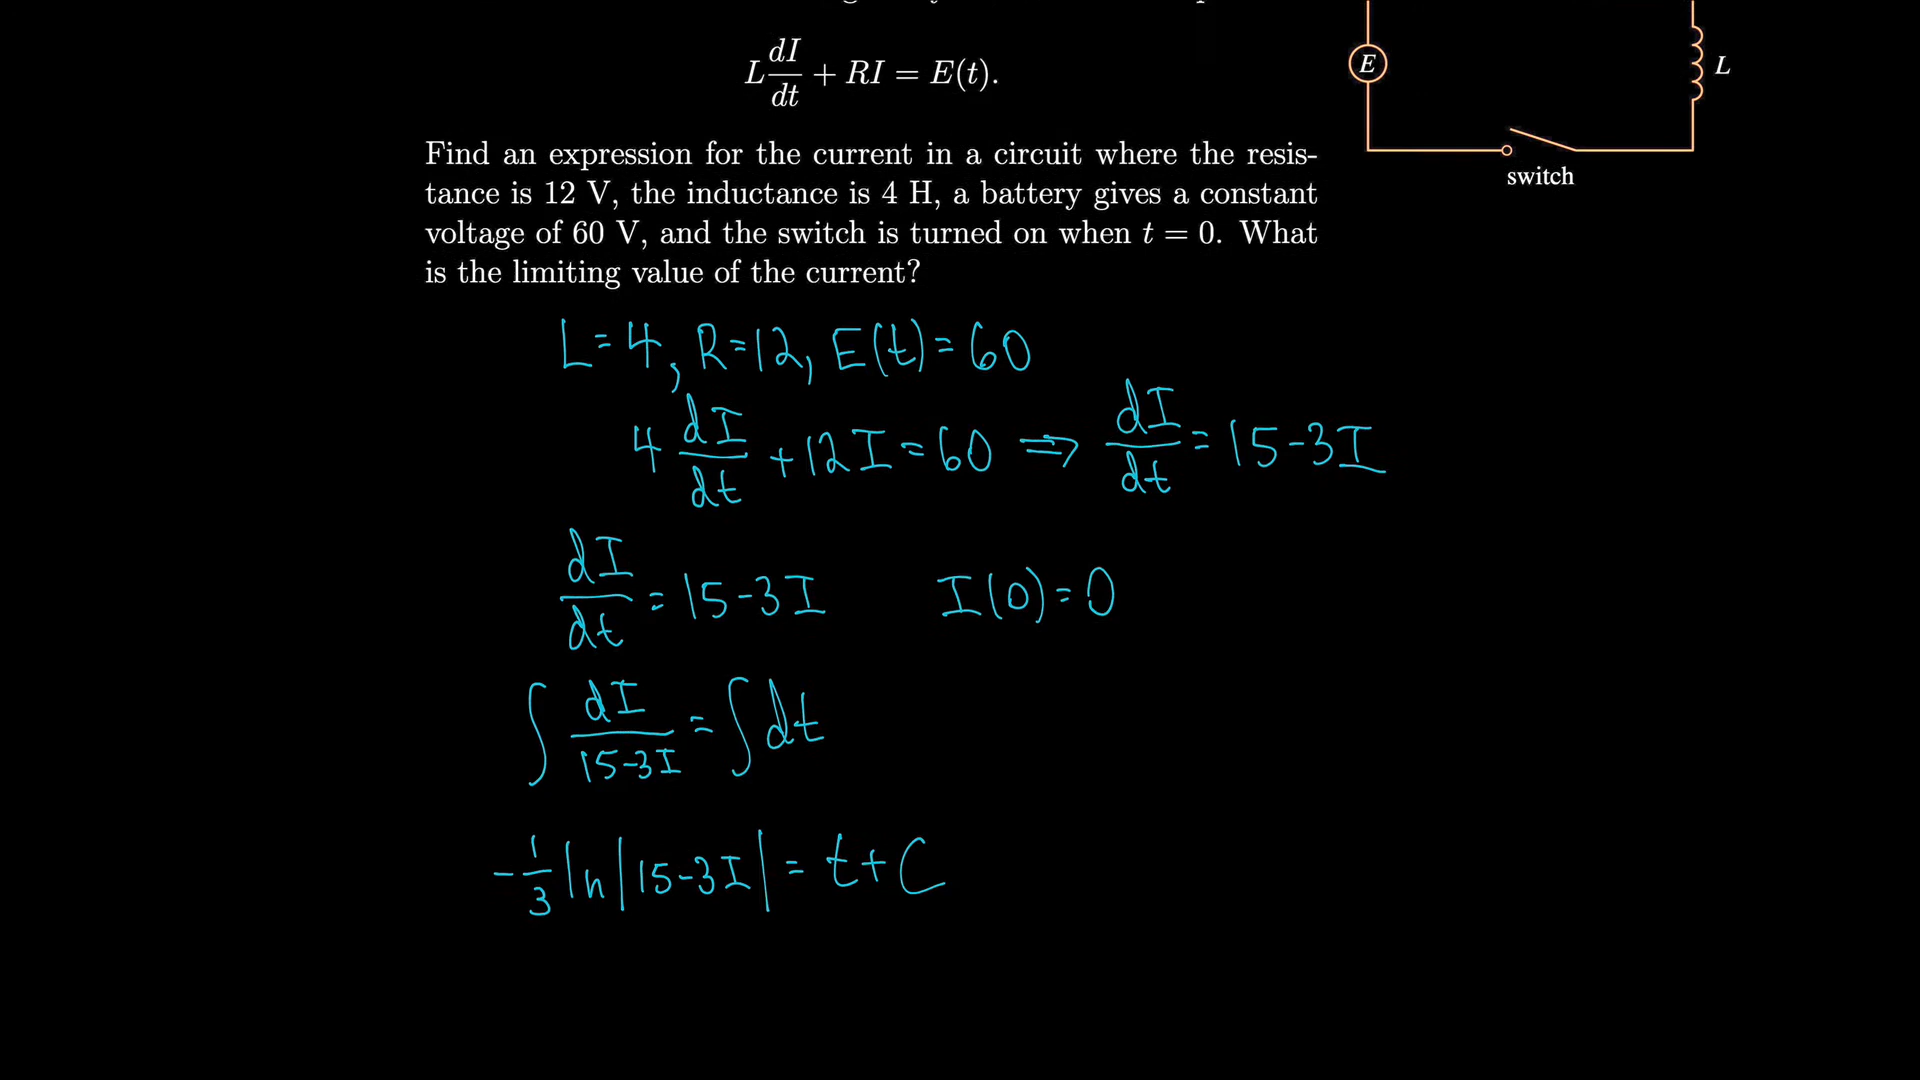 L dI/dt + RI = E(t).
E
L
switch
Find an expression for the current in a circuit where the resis-
tance is 12 V, the inductance is 4 H, a battery gives a constant
voltage of 60 V, and the switch is turned on when t = 0. What
is the limiting value of the current?
L=4, R=12, E(t)=60
4 dI/dt +12I=60 ⇒ dI/dt = 15-3I
dI/dt = 15-3I I(0)=0
∫ dI/15-3I = ∫dt
-1/3 ln|15-3I| = t+C